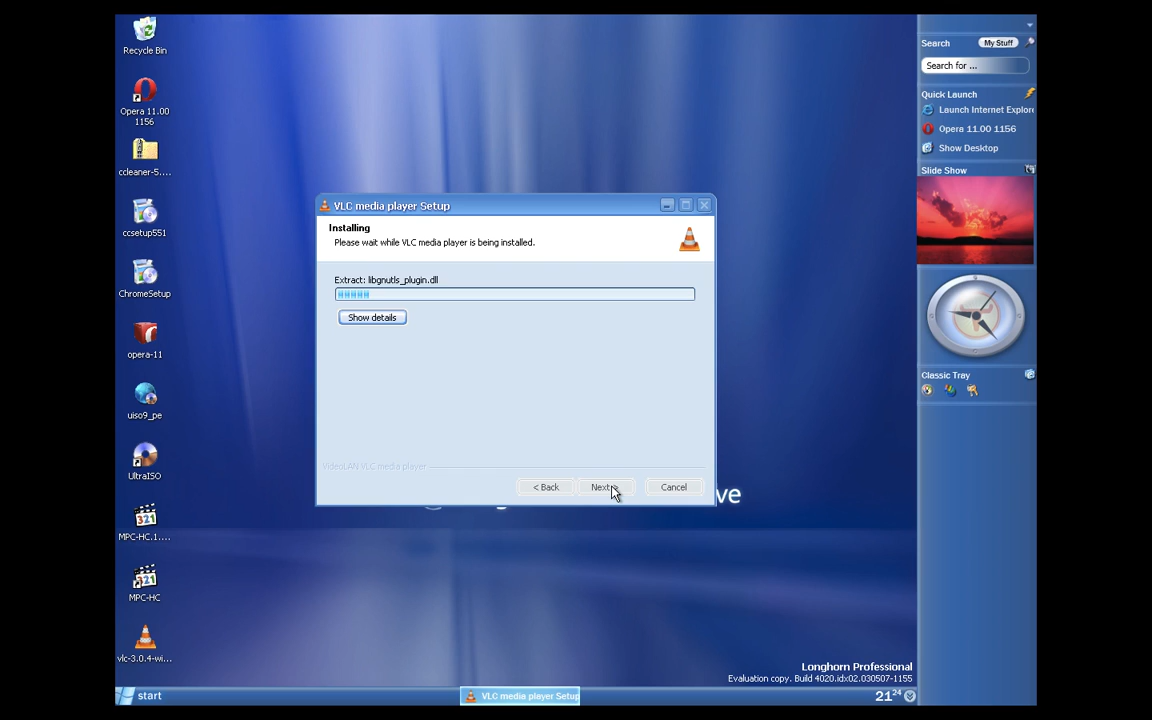 Recycle Bin
Opera 11.00
1156
ccleaner-5....
ccsetup551
ChromeSetup
opera-11
uiso9_pe
UltraISO
MPC-HC.1....
MPC-HC
vlc-3.0.4-wi...
VLC media player Setup
Installing
Please wait while VLC media player is being installed.
Extract: libgnutls_plugin.dll
Show details
VideoLAN VLC media player
< Back
Next >
Cancel
ve
Search
My Stuff
Search for ...
Quick Launch
Launch Internet Explore
Opera 11.00 1156
Show Desktop
Slide Show
Classic Tray
Longhorn Professional
Evaluation copy. Build 4020.idx02.030507-1155
start
VLC media player Setup
21 24